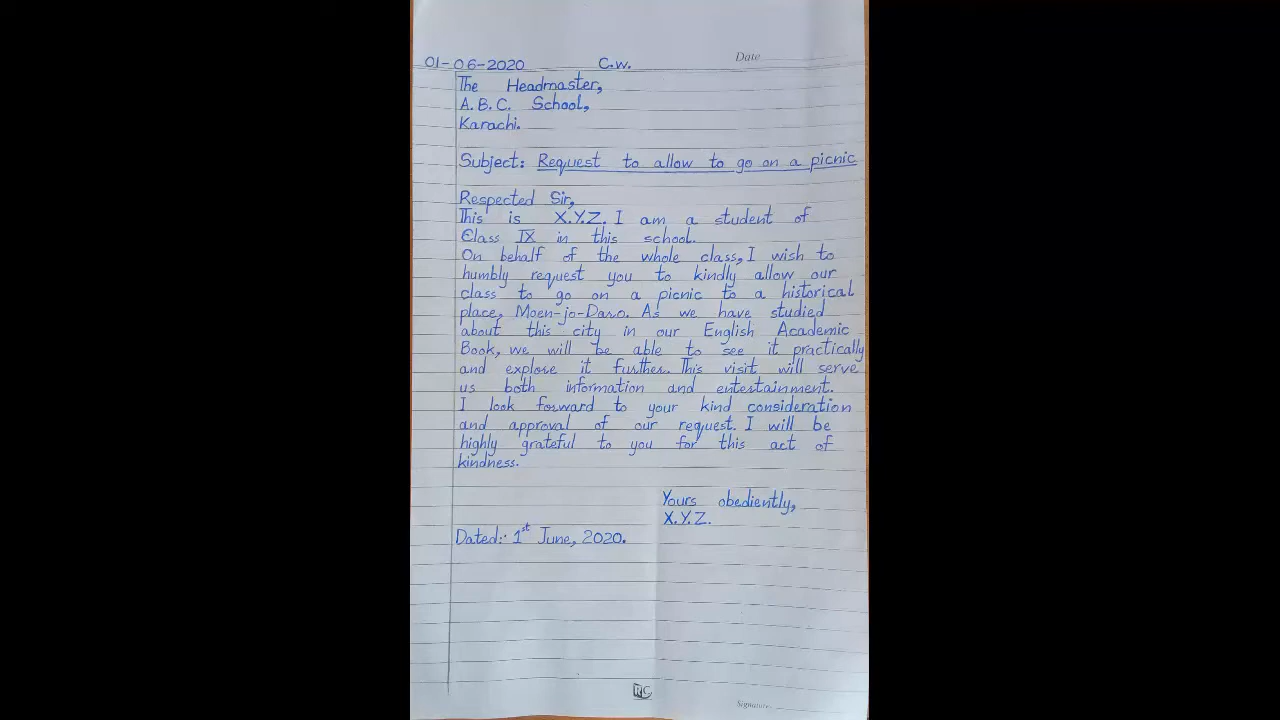 Date
01-06-2020 C.w.
The Headmaster,
A.B.C. School,
Karachi.
Subject: Request to allow to go on a picnic
Respected Sir,
This is X.Y.Z. I am a student of
Class IX in this school.
On behalf of the whole class, I wish to
humbly request you to kindly allow our
class to go on a picnic to a historical
place, Moen-jo-Daro. As we have studied
about this city in our English Academic
Book, we will be able to see it practically
and explore it further. This visit will serve
us both information and entertainment.
I look forward to your kind consideration
and approval of our request. I will be
highly grateful to you for this act of
kindness.
Yours obediently,
X.Y.Z.
Dated: 1st June, 2020.
Signature